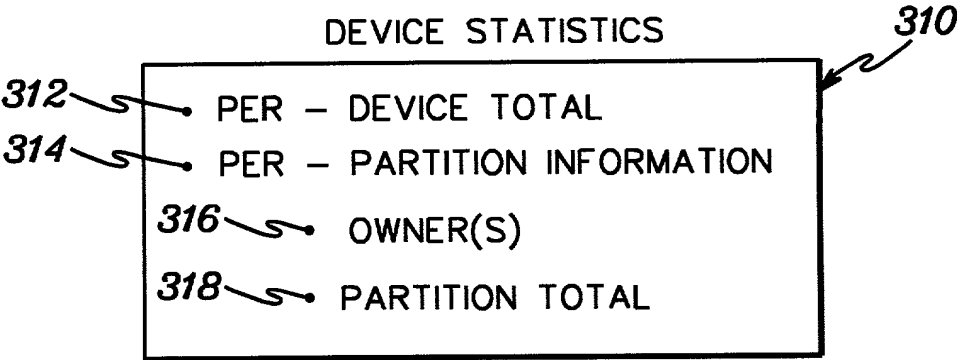 DEVICE STATISTICS
310
312 • PER – DEVICE TOTAL
314 • PER – PARTITION INFORMATION
316 • OWNER(S)
318 • PARTITION TOTAL